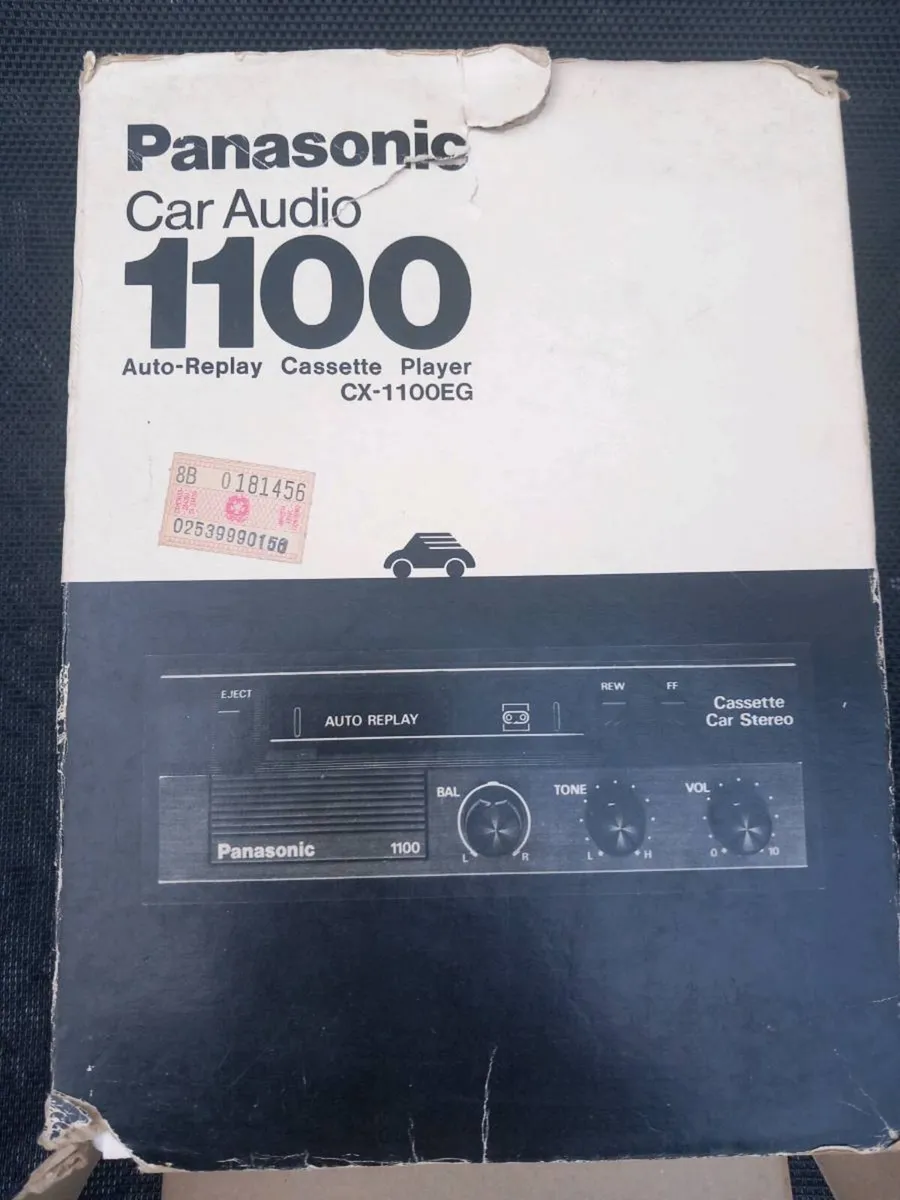 Panasonic
Car Audio
1100
Auto-Replay Cassette Player
CX-1100EG
8B 0181456
02539990156
EJECT
AUTO REPLAY
REW FF
Cassette
Car Stereo
BAL TONE VOL
Panasonic 1100
L R L H 0 10